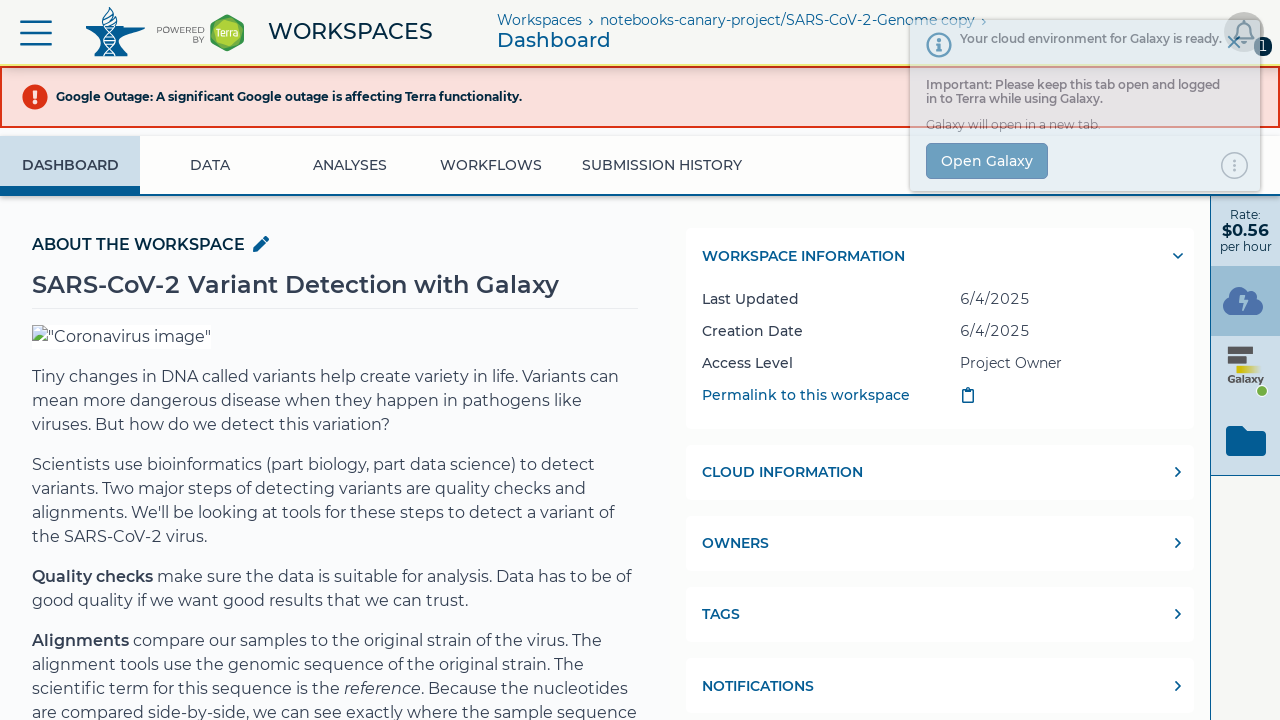 POWERED
BY
Terra
WORKSPACES
Workspaces › notebooks-canary-project/SARS-CoV-2-Genome copy ›
Dashboard
1
Google Outage: A significant Google outage is affecting Terra functionality.
Your cloud environment for Galaxy is ready.
Important: Please keep this tab open and logged
in to Terra while using Galaxy.
Galaxy will open in a new tab.
Open Galaxy
DASHBOARD
DATA
ANALYSES
WORKFLOWS
SUBMISSION HISTORY
Rate:
$0.56
per hour
Galaxy
ABOUT THE WORKSPACE
SARS-CoV-2 Variant Detection with Galaxy
"Coronavirus image"
Tiny changes in DNA called variants help create variety in life. Variants can
mean more dangerous disease when they happen in pathogens like
viruses. But how do we detect this variation?
Scientists use bioinformatics (part biology, part data science) to detect
variants. Two major steps of detecting variants are quality checks and
alignments. We'll be looking at tools for these steps to detect a variant of
the SARS-CoV-2 virus.
Quality checks make sure the data is suitable for analysis. Data has to be of
good quality if we want good results that we can trust.
Alignments compare our samples to the original strain of the virus. The
alignment tools use the genomic sequence of the original strain. The
scientific term for this sequence is the reference. Because the nucleotides
are compared side-by-side, we can see exactly where the sample sequence
WORKSPACE INFORMATION
Last Updated 6/4/2025
Creation Date 6/4/2025
Access Level Project Owner
Permalink to this workspace
CLOUD INFORMATION
OWNERS
TAGS
NOTIFICATIONS